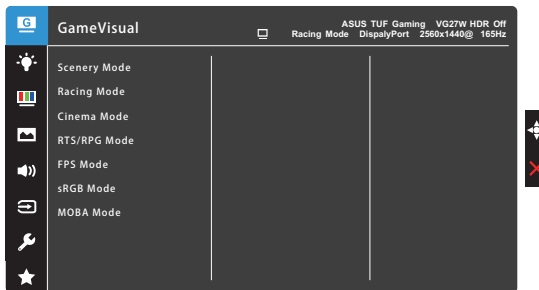 G
GameVisual
ASUS TUF Gaming VG27W HDR Off
Racing Mode DispalyPort 2560x1440@ 165Hz
Scenery Mode
Racing Mode
Cinema Mode
RTS/RPG Mode
FPS Mode
sRGB Mode
MOBA Mode